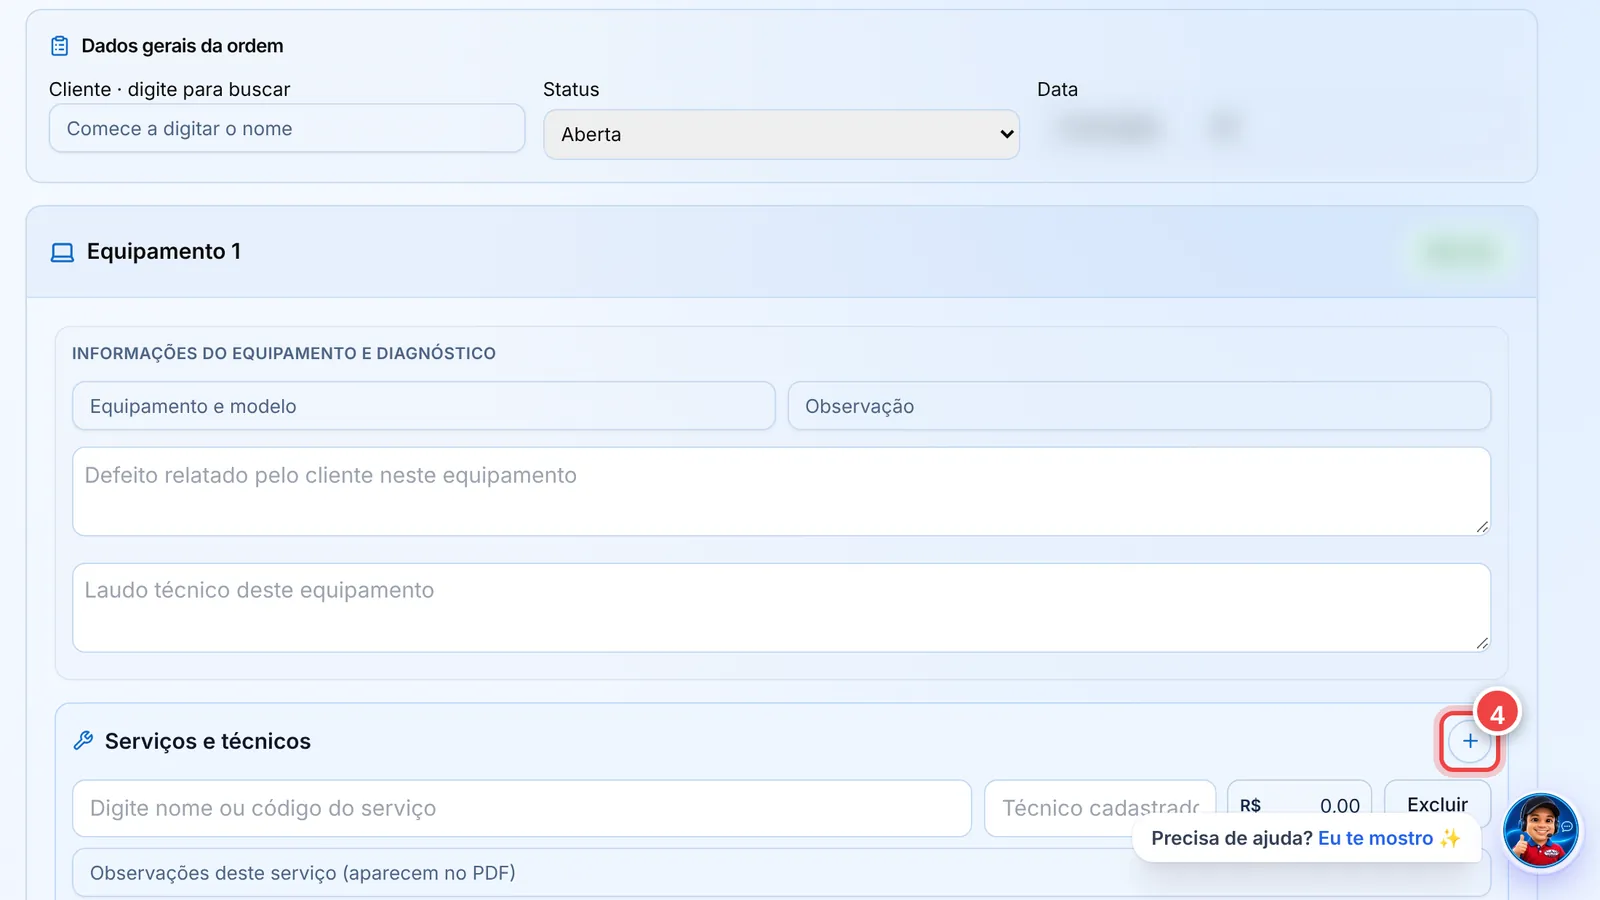 Dados gerais da ordem
Cliente · digite para buscar
Status
Data
Comece a digitar o nome
Aberta
Equipamento 1
INFORMAÇÕES DO EQUIPAMENTO E DIAGNÓSTICO
Equipamento e modelo
Observação
Defeito relatado pelo cliente neste equipamento
Laudo técnico deste equipamento
4
Serviços e técnicos
+
Digite nome ou código do serviço
Técnico cadastrado
R$ 0,00
Excluir
Precisa de ajuda? Eu te mostro ✨
Observações deste serviço (aparecem no PDF)